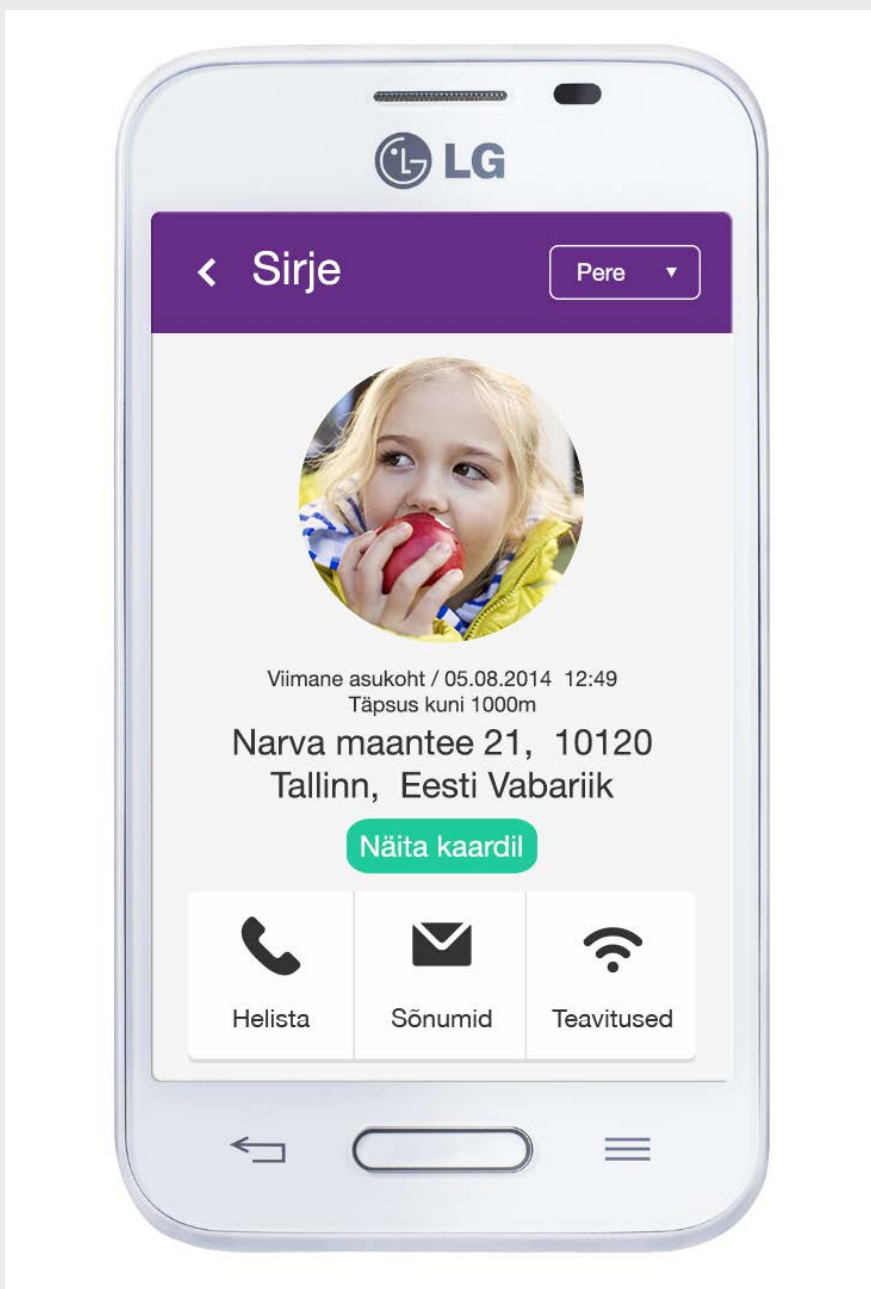 LG
Sirje
Pere
Viimane asukoht / 05.08.2014 12:49
Täpsus kuni 1000m
Narva maantee 21, 10120
Tallinn, Eesti Vabariik
Näita kaardil
Helista
Sõnumid
Teavitused